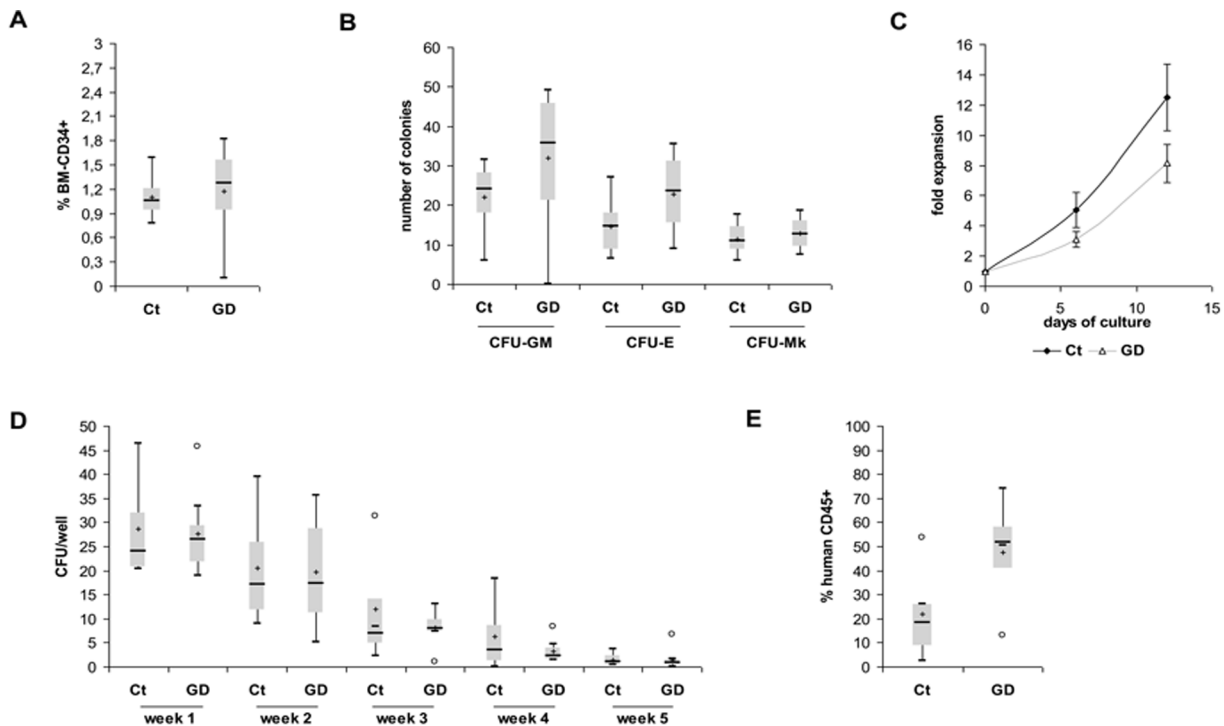 A
3
2,7
2,4
2,1
1,8
1,5
1,2
0,9
0,6
0,3
0
% BM-CD34+
Ct GD
B
60
50
40
30
20
10
0
number of colonies
Ct GD Ct GD Ct GD
CFU-GM CFU-E CFU-Mk
C
16
14
12
10
8
6
4
2
0
fold expansion
0 5 10 15
days of culture
Ct GD
D
50
45
40
35
30
25
20
15
10
5
0
CFU/well
Ct GD Ct GD Ct GD Ct GD Ct GD
week 1 week 2 week 3 week 4 week 5
E
100
90
80
70
60
50
40
30
20
10
0
% human CD45+
Ct GD